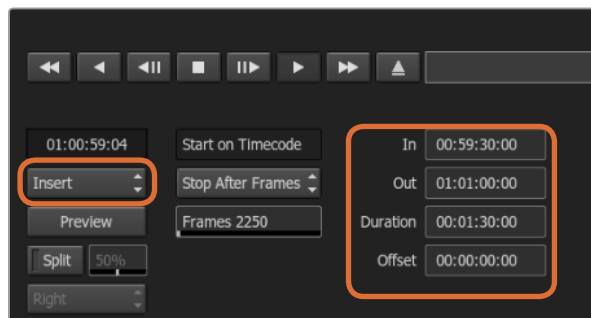 01:00:59:04 Start on Timecode In 00:59:30:00
Insert Stop After Frames Out 01:01:00:00
Preview Frames 2250 Duration 00:01:30:00
Split 50% Offset 00:00:00:00
Right